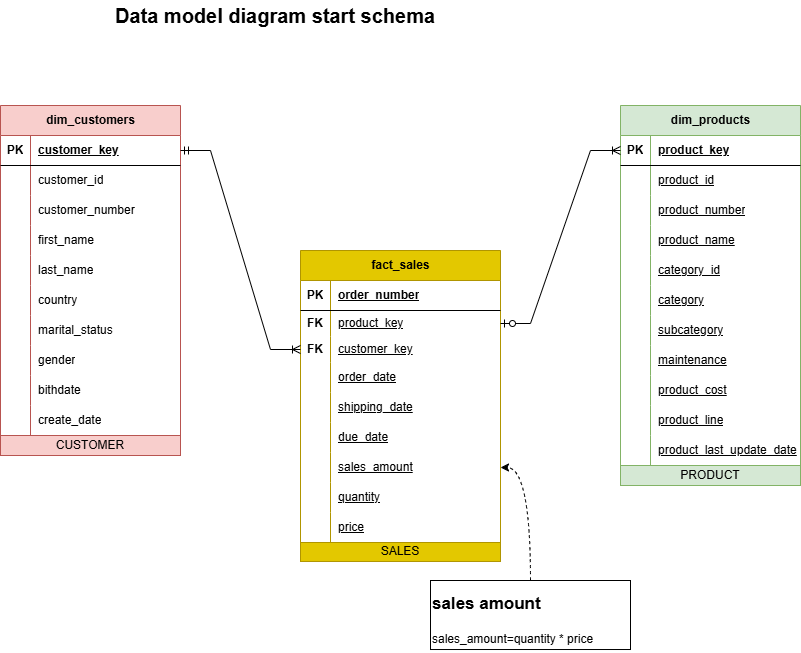 Data model diagram start schema
dim_customers
PK customer_key
customer_id
customer_number
first_name
last_name
country
marital_status
gender
bithdate
create_date
CUSTOMER
fact_sales
PK order_number
FK product_key
FK customer_key
order_date
shipping_date
due_date
sales_amount
quantity
price
SALES
dim_products
PK product_key
product_id
product_number
product_name
category_id
category
subcategory
maintenance
product_cost
product_line
product_last_update_date
PRODUCT
sales amount
sales_amount=quantity * price